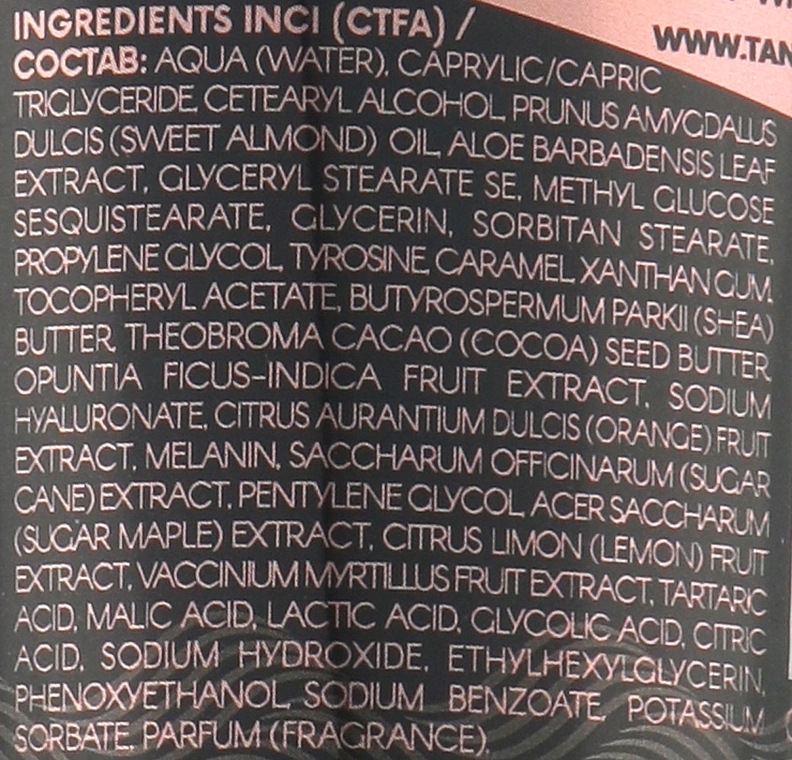 INGREDIENTS INCI (CTFA) /
WWW.TAN
СОСТАВ: AQUA (WATER), CAPRYLIC/CAPRIC
TRIGLYCERIDE, CETEARYL ALCOHOL, PRUNUS AMYGDALUS
DULCIS (SWEET ALMOND) OIL, ALOE BARBADENSIS LEAF
EXTRACT, GLYCERYL STEARATE SE, METHYL GLUCOSE
SESQUISTEARATE, GLYCERIN, SORBITAN STEARATE,
PROPYLENE GLYCOL, TYROSINE, CARAMEL, XANTHAN GUM,
TOCOPHERYL ACETATE, BUTYROSPERMUM PARKII (SHEA)
BUTTER, THEOBROMA CACAO (COCOA) SEED BUTTER,
OPUNTIA FICUS-INDICA FRUIT EXTRACT, SODIUM
HYALURONATE, CITRUS AURANTIUM DULCIS (ORANGE) FRUIT
EXTRACT, MELANIN, SACCHARUM OFFICINARUM (SUGAR
CANE) EXTRACT, PENTYLENE GLYCOL, ACER SACCHARUM
(SUGAR MAPLE) EXTRACT, CITRUS LIMON (LEMON) FRUIT
EXTRACT, VACCINIUM MYRTILLUS FRUIT EXTRACT, TARTARIC
ACID, MALIC ACID, LACTIC ACID, GLYCOLIC ACID, CITRIC
ACID, SODIUM HYDROXIDE, ETHYLHEXYLGLYCERIN,
PHENOXYETHANOL, SODIUM BENZOATE, POTASSIUM
SORBATE, PARFUM (FRAGRANCE).